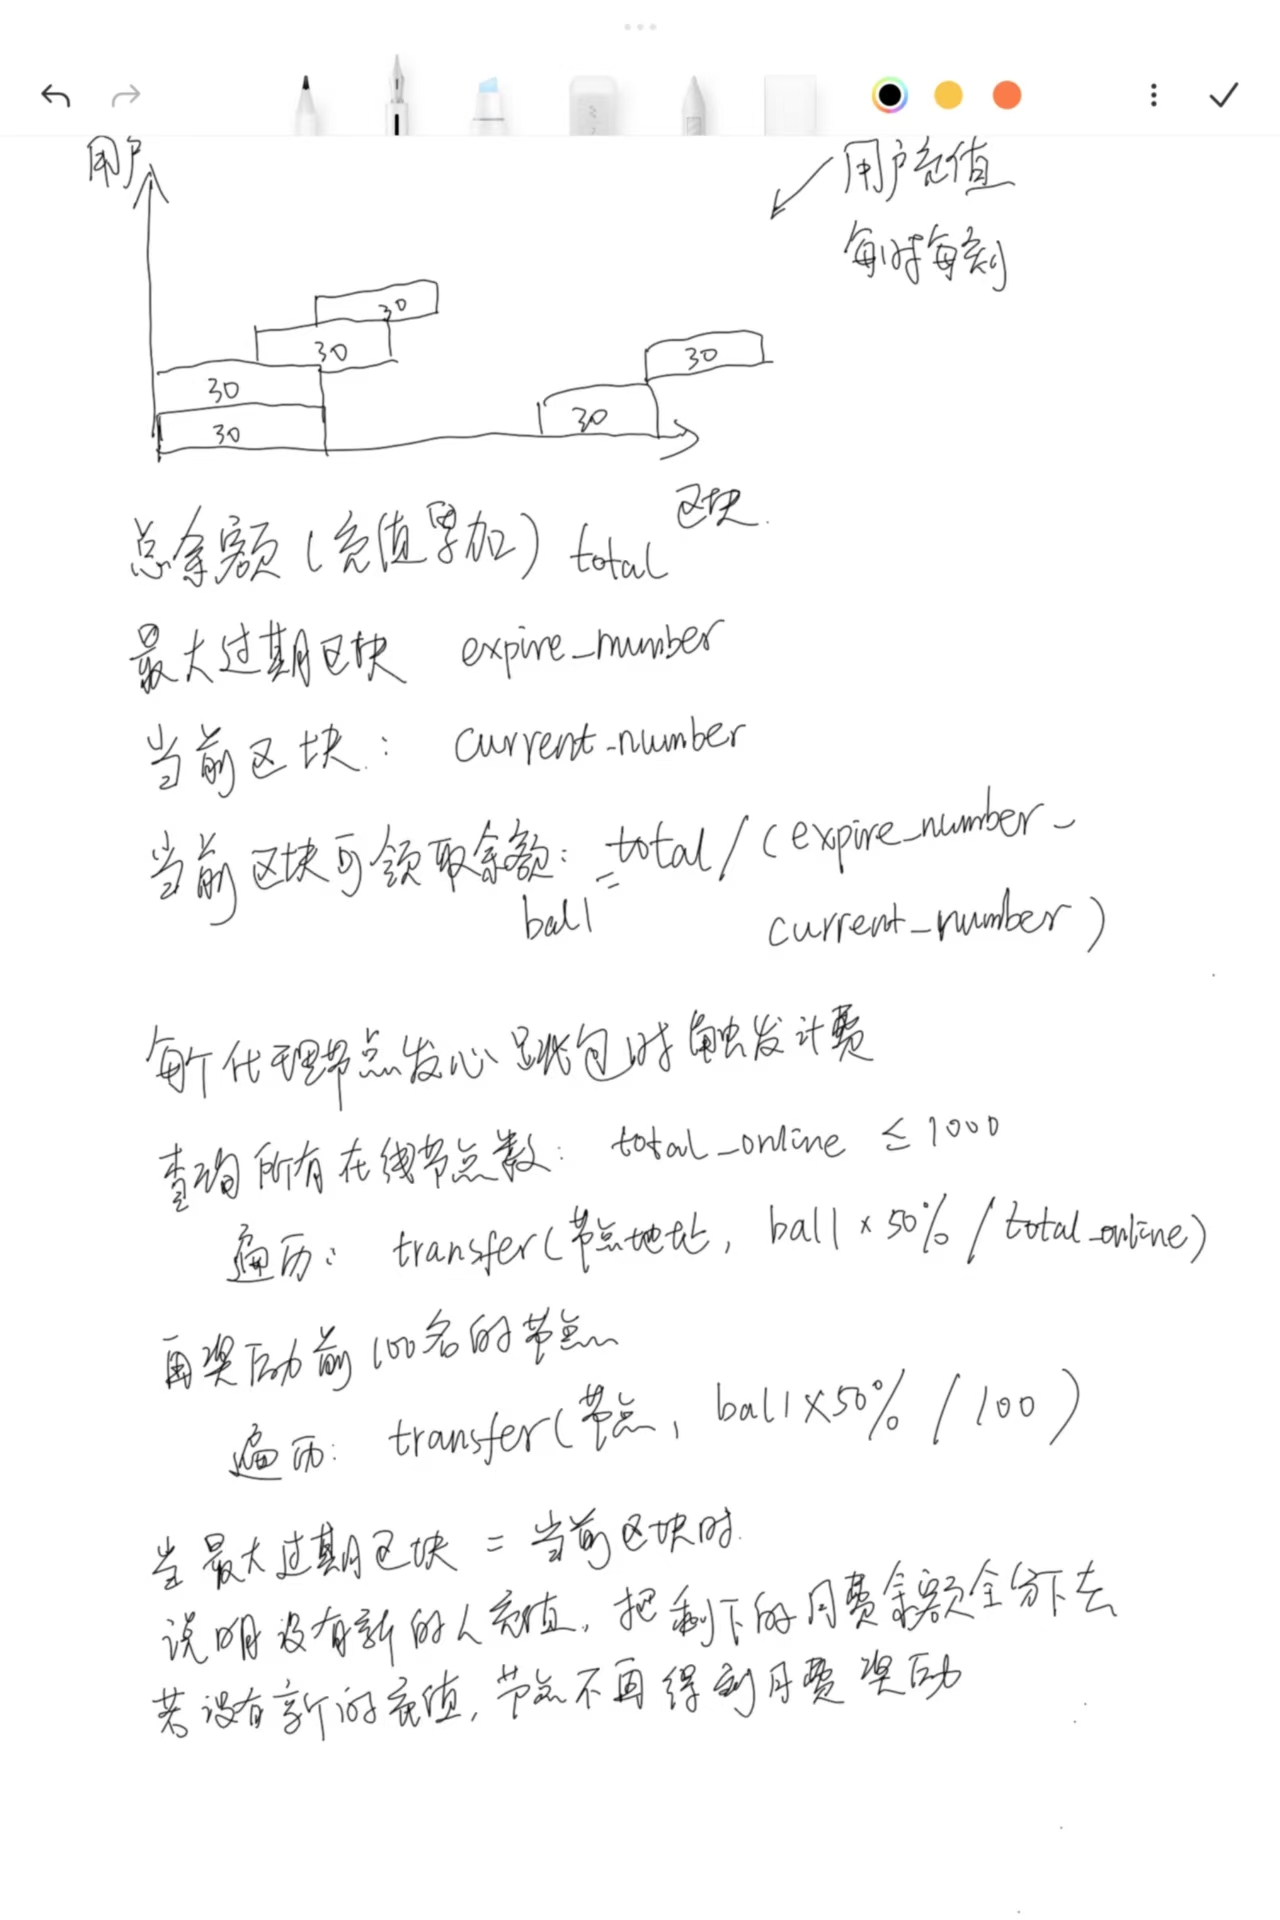 用户
用户充值
每时每刻
30
30
30
30
30
30
区块.
总余额(充值累加) total
最大过期区块 expire_number
当前区块: current_number
当前区块可领取余额: = total / (expire_number -
ball
current_number)
每个代理节点发心跳包时触发计费
查询所有在线节点数: total_online ≤ 1000
遍历: transfer(节点地址, ball × 50% / total_online)
再奖励前100名的节点
遍历: transfer(节点, ball × 50% / 100)
当最大过期区块 = 当前区块时.
说明没有新的人充值, 把剩下的月费余额全分下去
若没有新的充值, 节点不再得到月费奖励